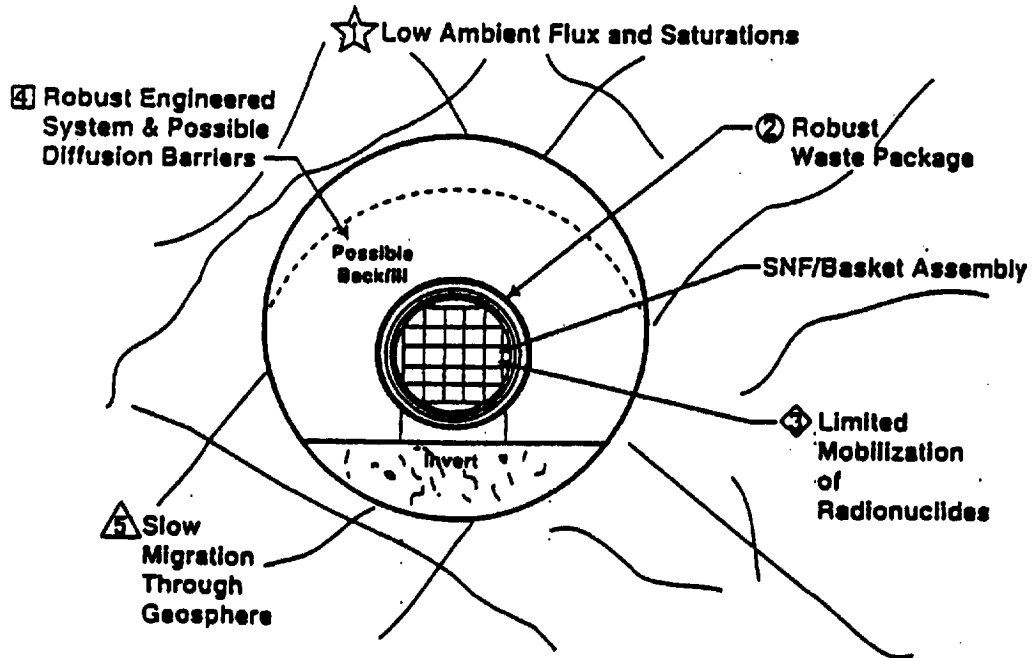 1 Low Ambient Flux and Saturations
4 Robust Engineered
System & Possible
Diffusion Barriers
2 Robust
Waste Package
Possible
Backfill
SNF/Basket Assembly
3 Limited
Mobilization
of
Radionuclides
Invert
5 Slow
Migration
Through
Geosphere